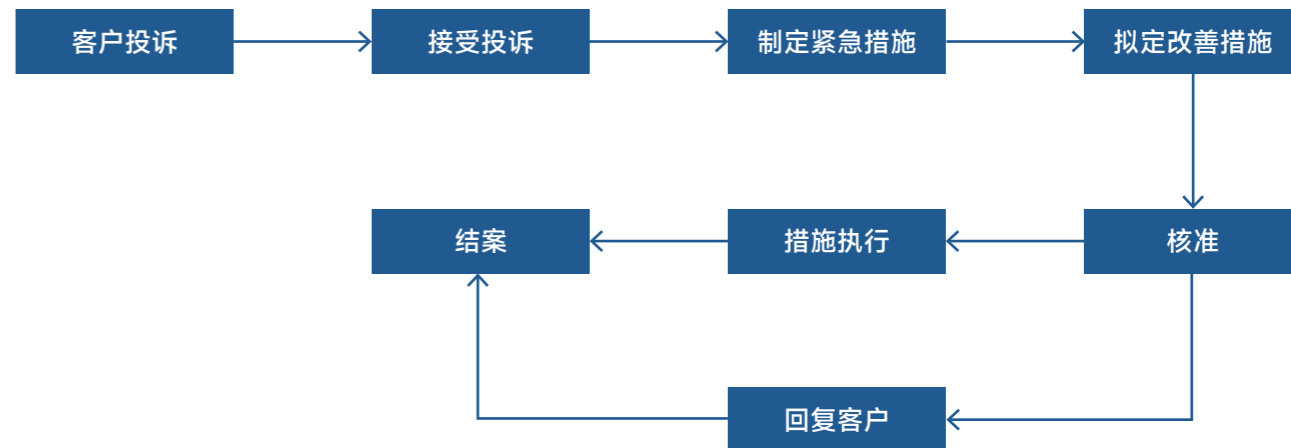 客户投诉
接受投诉
制定紧急措施
拟定改善措施
结案
措施执行
核准
回复客户